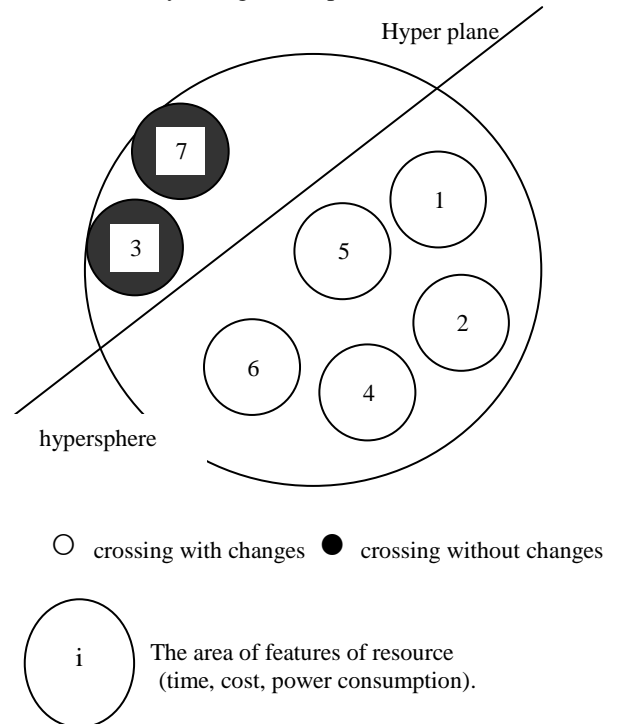 Hyper plane
7
1
3
5
2
6
4
hypersphere
crossing with changes crossing without changes
i
The area of features of resource
(time, cost, power consumption).